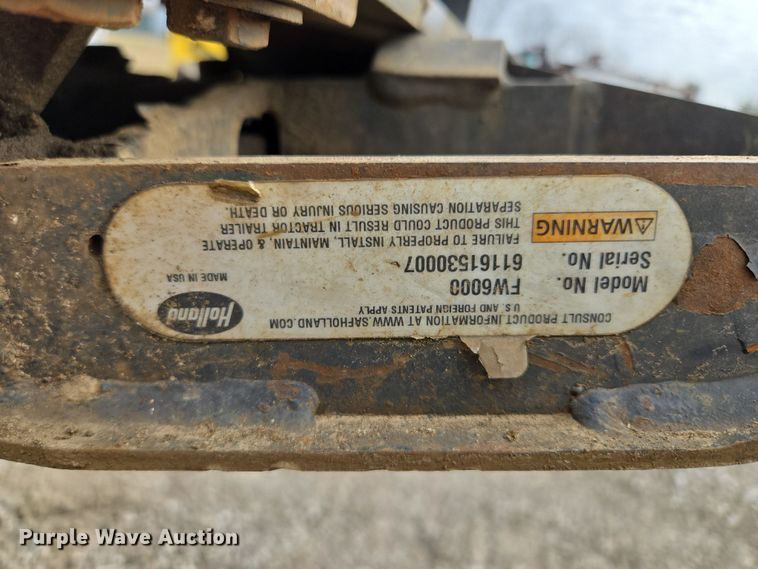 CONSULT PRODUCT INFORMATION AT WWW.SAFHOLLAND.COM
U.S. AND FOREIGN PATENTS APPLY
Model No. FW6000
Serial No. 61161530007
Holland
MADE IN USA
WARNING
FAILURE TO PROPERLY INSTALL, MAINTAIN, & OPERATE
THIS PRODUCT COULD RESULT IN TRACTOR TRAILER
SEPARATION CAUSING SERIOUS INJURY OR DEATH.
Purple Wave Auction